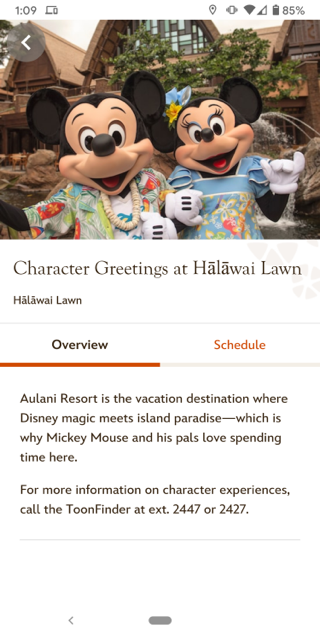 1:09
85%
Character Greetings at Hālāwai Lawn
Hālāwai Lawn
Overview
Schedule
Aulani Resort is the vacation destination where
Disney magic meets island paradise—which is
why Mickey Mouse and his pals love spending
time here.
For more information on character experiences,
call the ToonFinder at ext. 2447 or 2427.